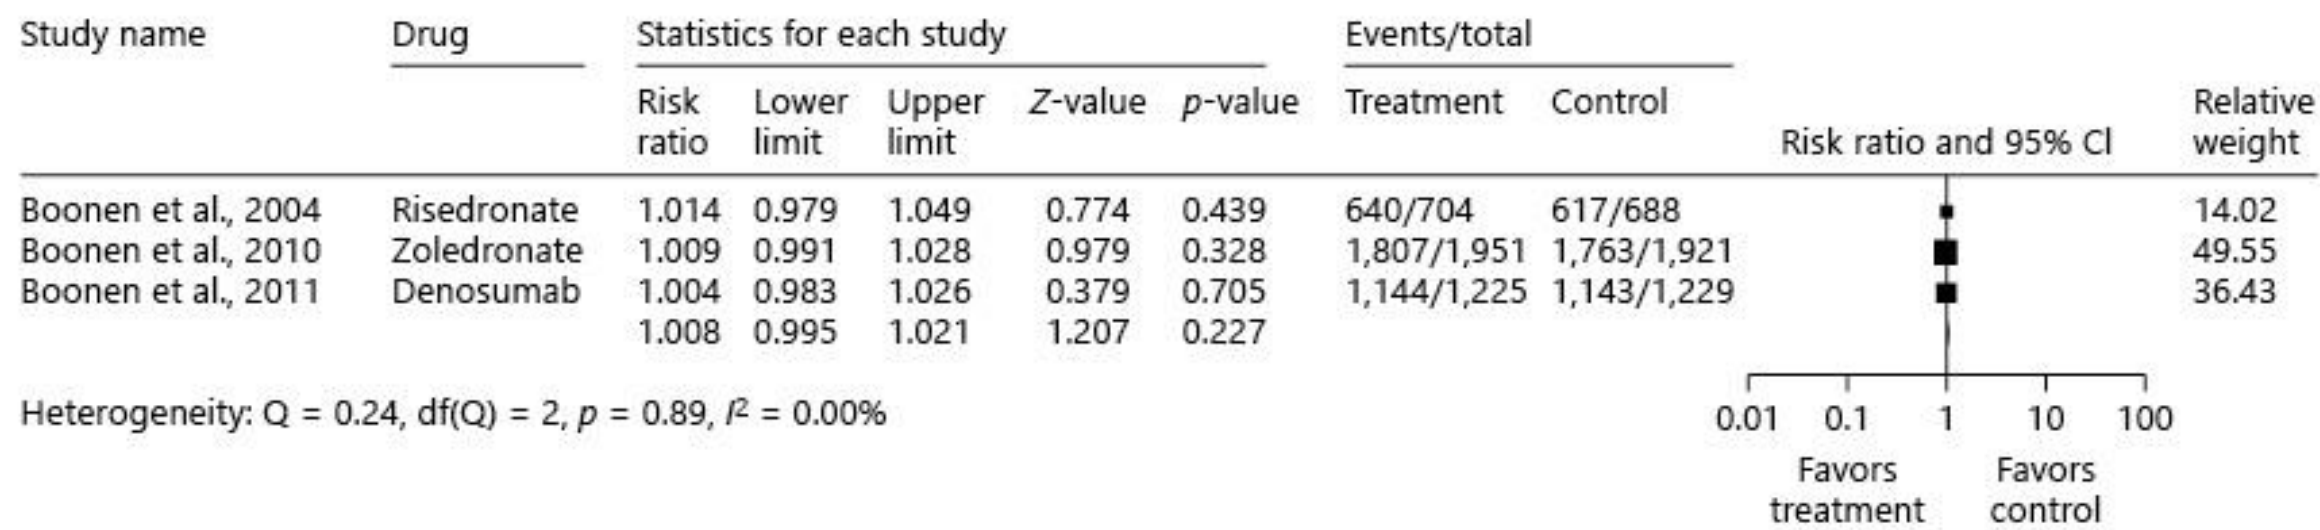 Study name Drug Statistics for each study Events/total
Risk ratio Lower limit Upper limit Z-value p-value Treatment Control Risk ratio and 95% CI Relative weight
Boonen et al., 2004 Risedronate 1.014 0.979 1.049 0.774 0.439 640/704 617/688 14.02
Boonen et al., 2010 Zoledronate 1.009 0.991 1.028 0.979 0.328 1,807/1,951 1,763/1,921 49.55
Boonen et al., 2011 Denosumab 1.004 0.983 1.026 0.379 0.705 1,144/1,225 1,143/1,229 36.43
1.008 0.995 1.021 1.207 0.227
Heterogeneity: Q = 0.24, df(Q) = 2, p = 0.89, I² = 0.00%
0.01 0.1 1 10 100
Favors treatment Favors control